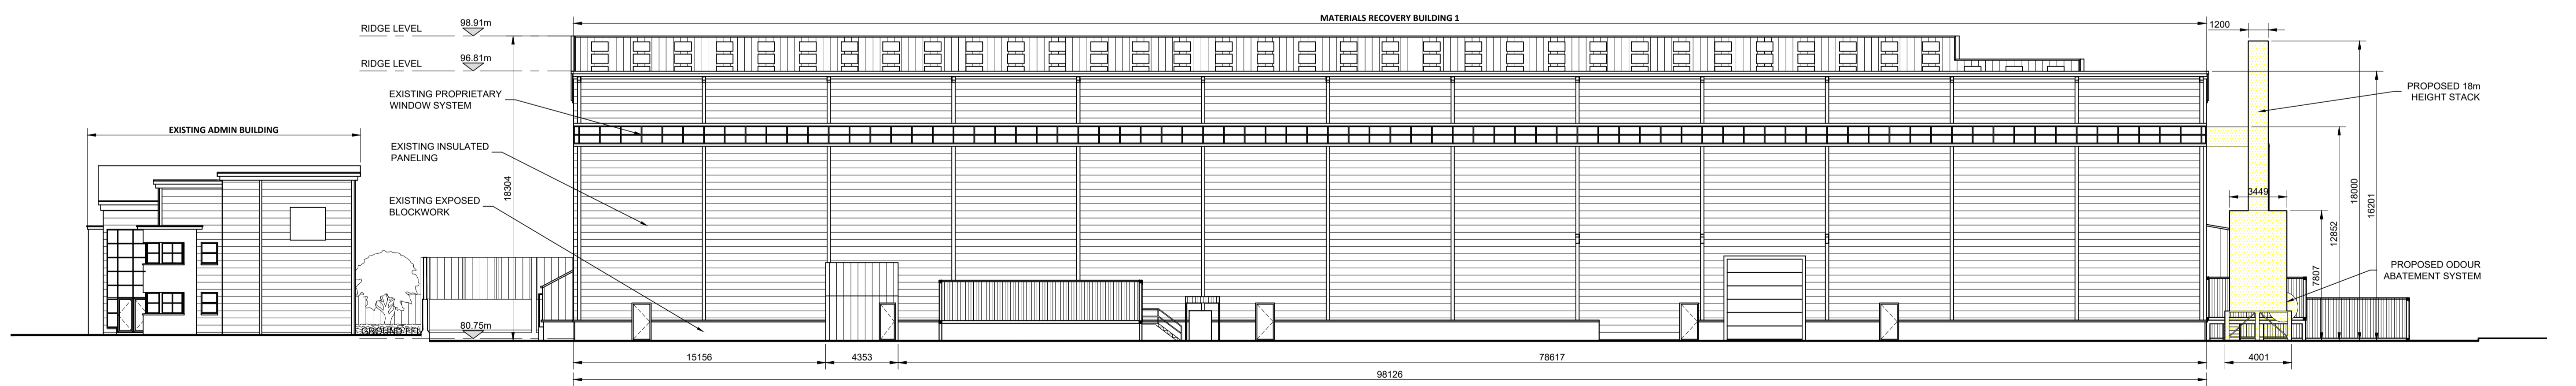 MATERIALS RECOVERY BUILDING 1
98.91m
RIDGE LEVEL
1200
96.81m
RIDGE LEVEL
EXISTING PROPRIETARY
WINDOW SYSTEM
PROPOSED 18m
HEIGHT STACK
EXISTING ADMIN BUILDING
EXISTING INSULATED
PANELING
18304
3449
18000
16201
12852
7807
EXISTING EXPOSED
BLOCKWORK
PROPOSED ODOUR
ABATEMENT SYSTEM
80.75m
GROUND FFL
15156
4353
78617
4001
98126